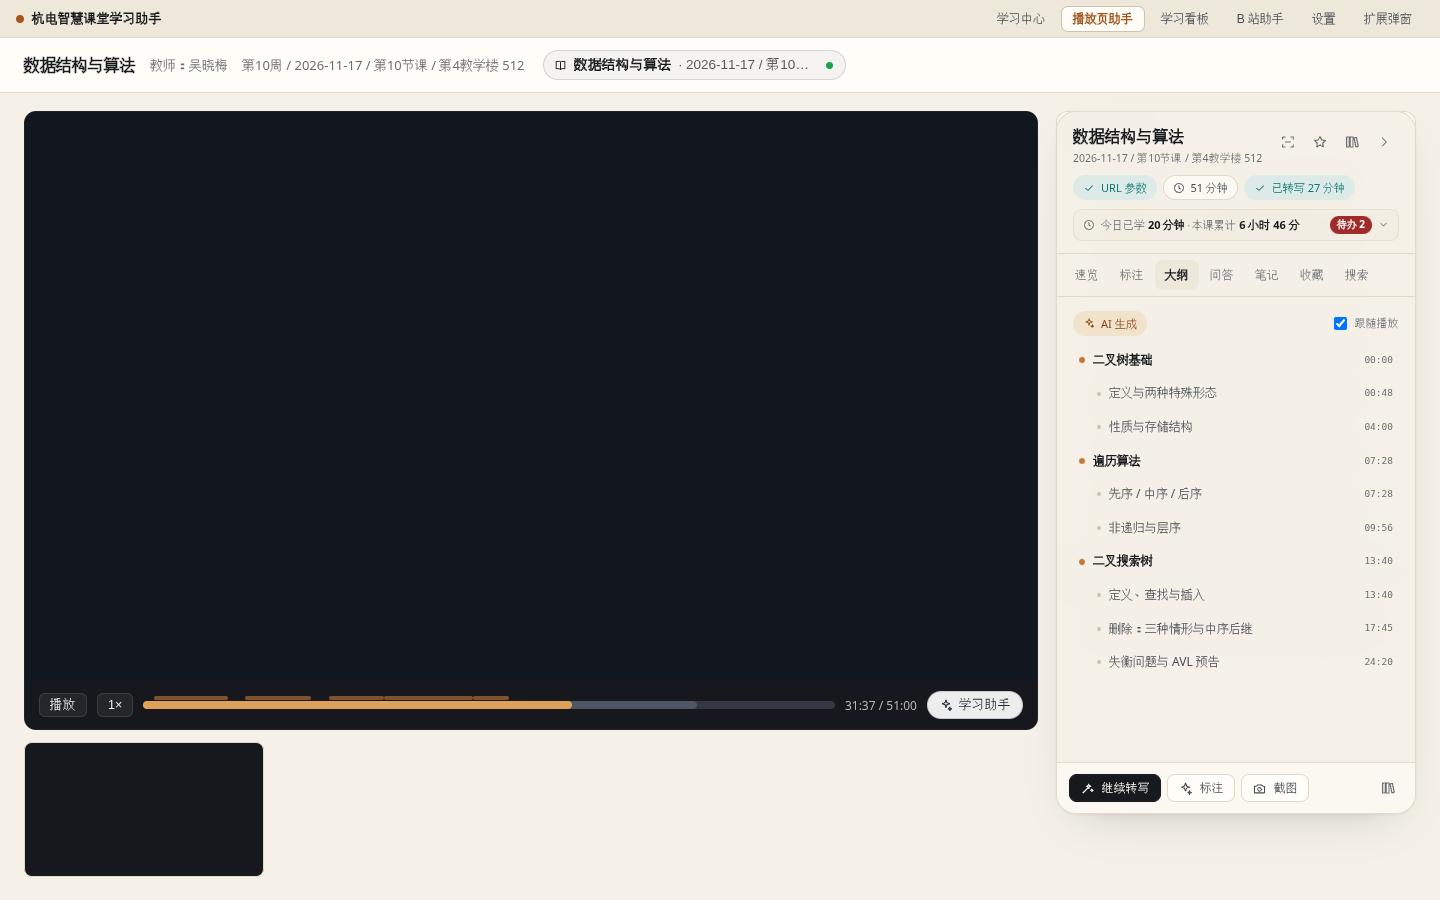 杭电智慧课堂学习助手
学习中心
播放页助手
学习看板
B 站助手
设置
扩展弹窗
数据结构与算法
教师：吴晓梅
第10周 / 2026-11-17 / 第10节课 / 第4教学楼 512
数据结构与算法 · 2026-11-17 / 第10…
数据结构与算法
2026-11-17 / 第10节课 / 第4教学楼 512
URL 参数
51 分钟
已转写 27 分钟
今日已学 20 分钟 · 本课累计 6 小时 46 分
待办 2
速览
标注
大纲
问答
笔记
收藏
搜索
AI 生成
跟随播放
二叉树基础 00:00
定义与两种特殊形态 00:48
性质与存储结构 04:00
遍历算法 07:28
先序 / 中序 / 后序 07:28
非递归与层序 09:56
二叉搜索树 13:40
定义、查找与插入 13:40
删除：三种情形与中序后继 17:45
失衡问题与 AVL 预告 24:20
播放
1×
31:37 / 51:00
学习助手
继续转写
标注
截图